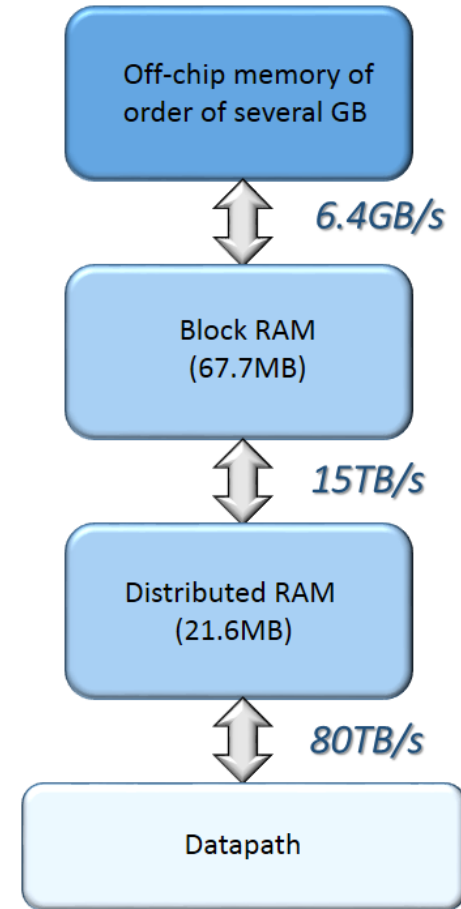 Off-chip memory of
order of several GB
6.4GB/s
Block RAM
(67.7MB)
15TB/s
Distributed RAM
(21.6MB)
80TB/s
Datapath